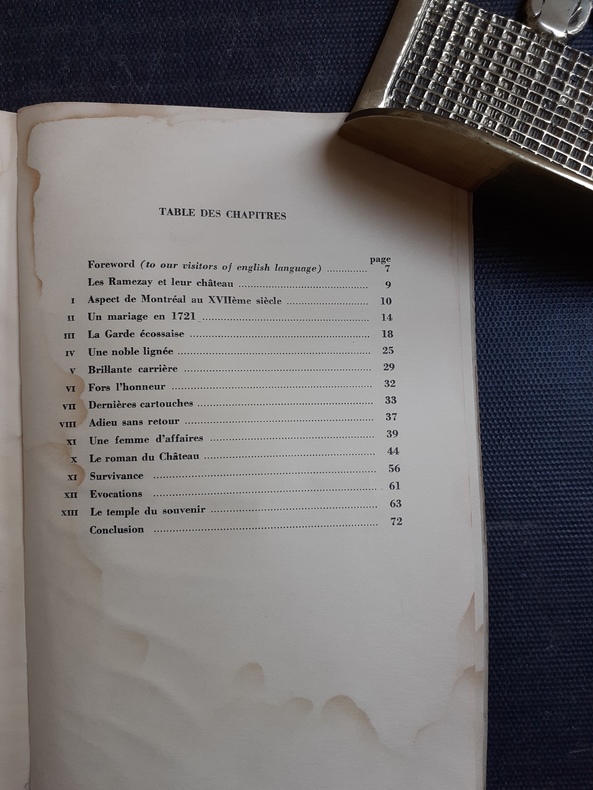 TABLE DES CHAPITRES
page
Foreword (to our visitors of english language) 7
Les Ramezay et leur château 9
I Aspect de Montréal au XVIIème siècle 10
II Un mariage en 1721 14
III La Garde écossaise 18
IV Une noble lignée 25
V Brillante carrière 29
VI Fors l'honneur 32
VII Dernières cartouches 33
VIII Adieu sans retour 37
XI Une femme d'affaires 39
X Le roman du Château 44
XI Survivance 56
XII Evocations 61
XIII Le temple du souvenir 63
Conclusion 72